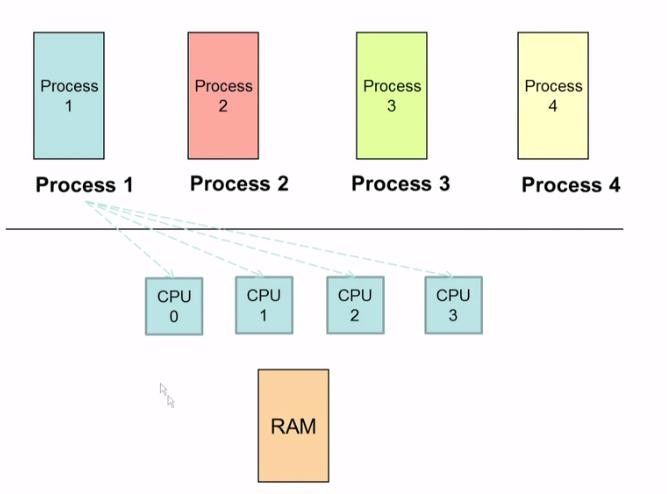 Process
1
Process
2
Process
3
Process
4
Process 1
Process 2
Process 3
Process 4
CPU
0
CPU
1
CPU
2
CPU
3
RAM